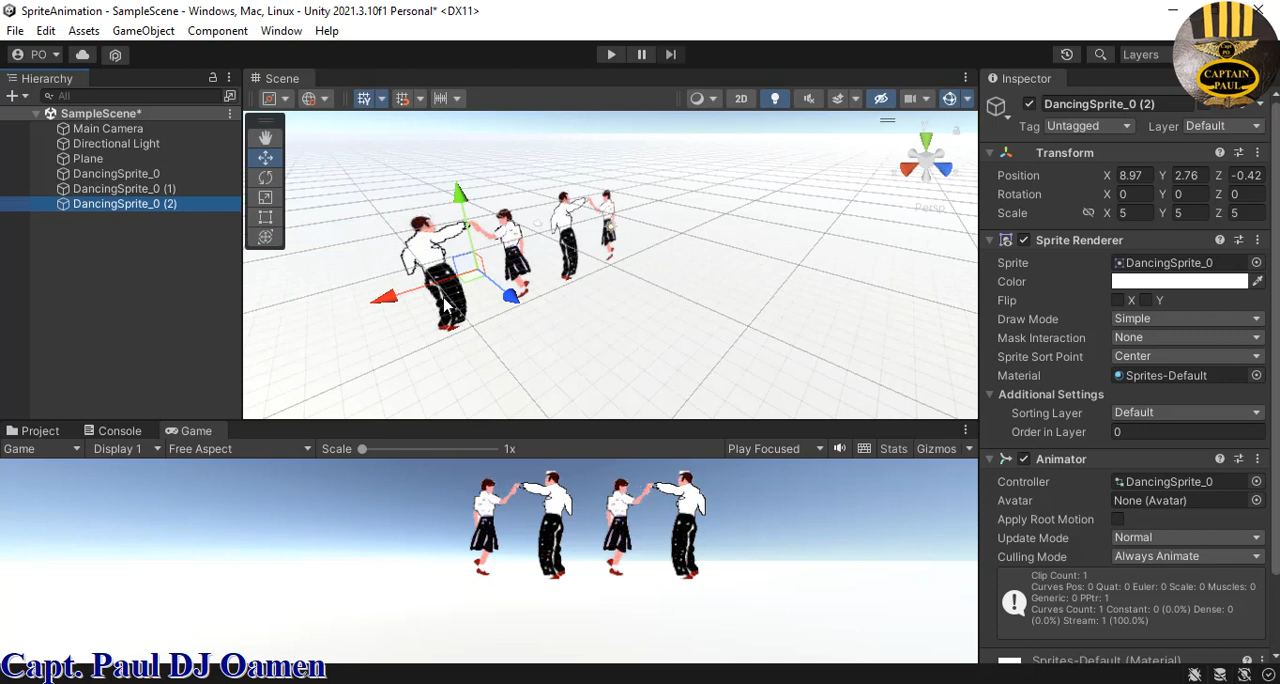 SpriteAnimation - SampleScene - Windows, Mac, Linux - Unity 2021.3.10f1 Personal* <DX11>
File Edit Assets GameObject Component Window Help
PO Layers
Capt PAUL
CAPTAIN
PAUL
Hierarchy Scene Inspector
All 2D DancingSprite_0 (2)
SampleScene*
Tag Untagged Layer Default
Main Camera
Directional Light
Plane
DancingSprite_0
DancingSprite_0 (1)
DancingSprite_0 (2)
y
Persp
Transform
Position X 8.97 Y 2.76 Z -0.42
Rotation X 0 Y 0 Z 0
Scale X 5 Y 5 Z 5
Sprite Renderer
Sprite DancingSprite_0
Color
Flip X Y
Draw Mode Simple
Mask Interaction None
Sprite Sort Point Center
Material Sprites-Default
Additional Settings
Sorting Layer Default
Order in Layer 0
Project Console Game
Game Display 1 Free Aspect Scale 1x Play Focused Stats Gizmos
Animator
Controller DancingSprite_0
Avatar None (Avatar)
Apply Root Motion
Update Mode Normal
Culling Mode Always Animate
Clip Count: 1
Curves Pos: 0 Quat: 0 Euler: 0 Scale: 0 Muscles: 0
Generic: 0 PPtr: 1
Curves Count: 1 Constant: 0 (0.0%) Dense: 0
(0.0%) Stream: 1 (100.0%)
Sprites-Default (Material)
Capt. Paul DJ Oamen